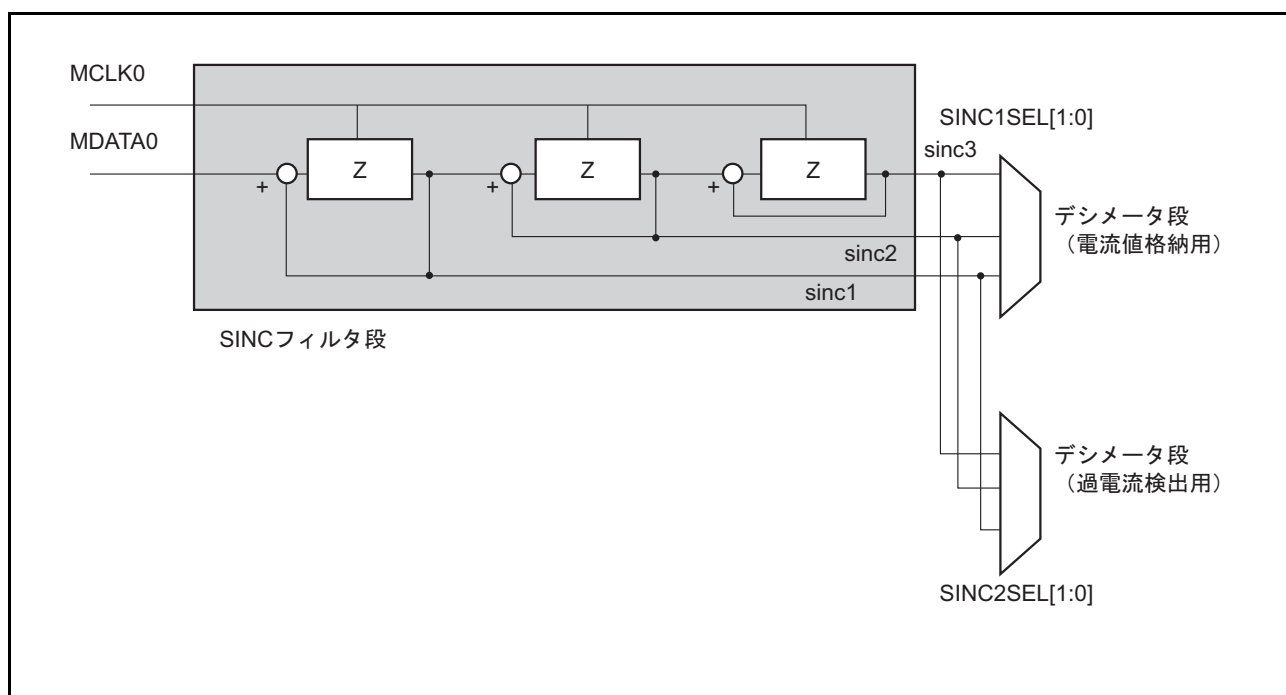 MCLK0
MDATA0
+
Z
+
Z
+
Z
SINC1SEL[1:0]
sinc3
デシメータ段
（電流値格納用）
sinc2
sinc1
SINCフィルタ段
デシメータ段
（過電流検出用）
SINC2SEL[1:0]